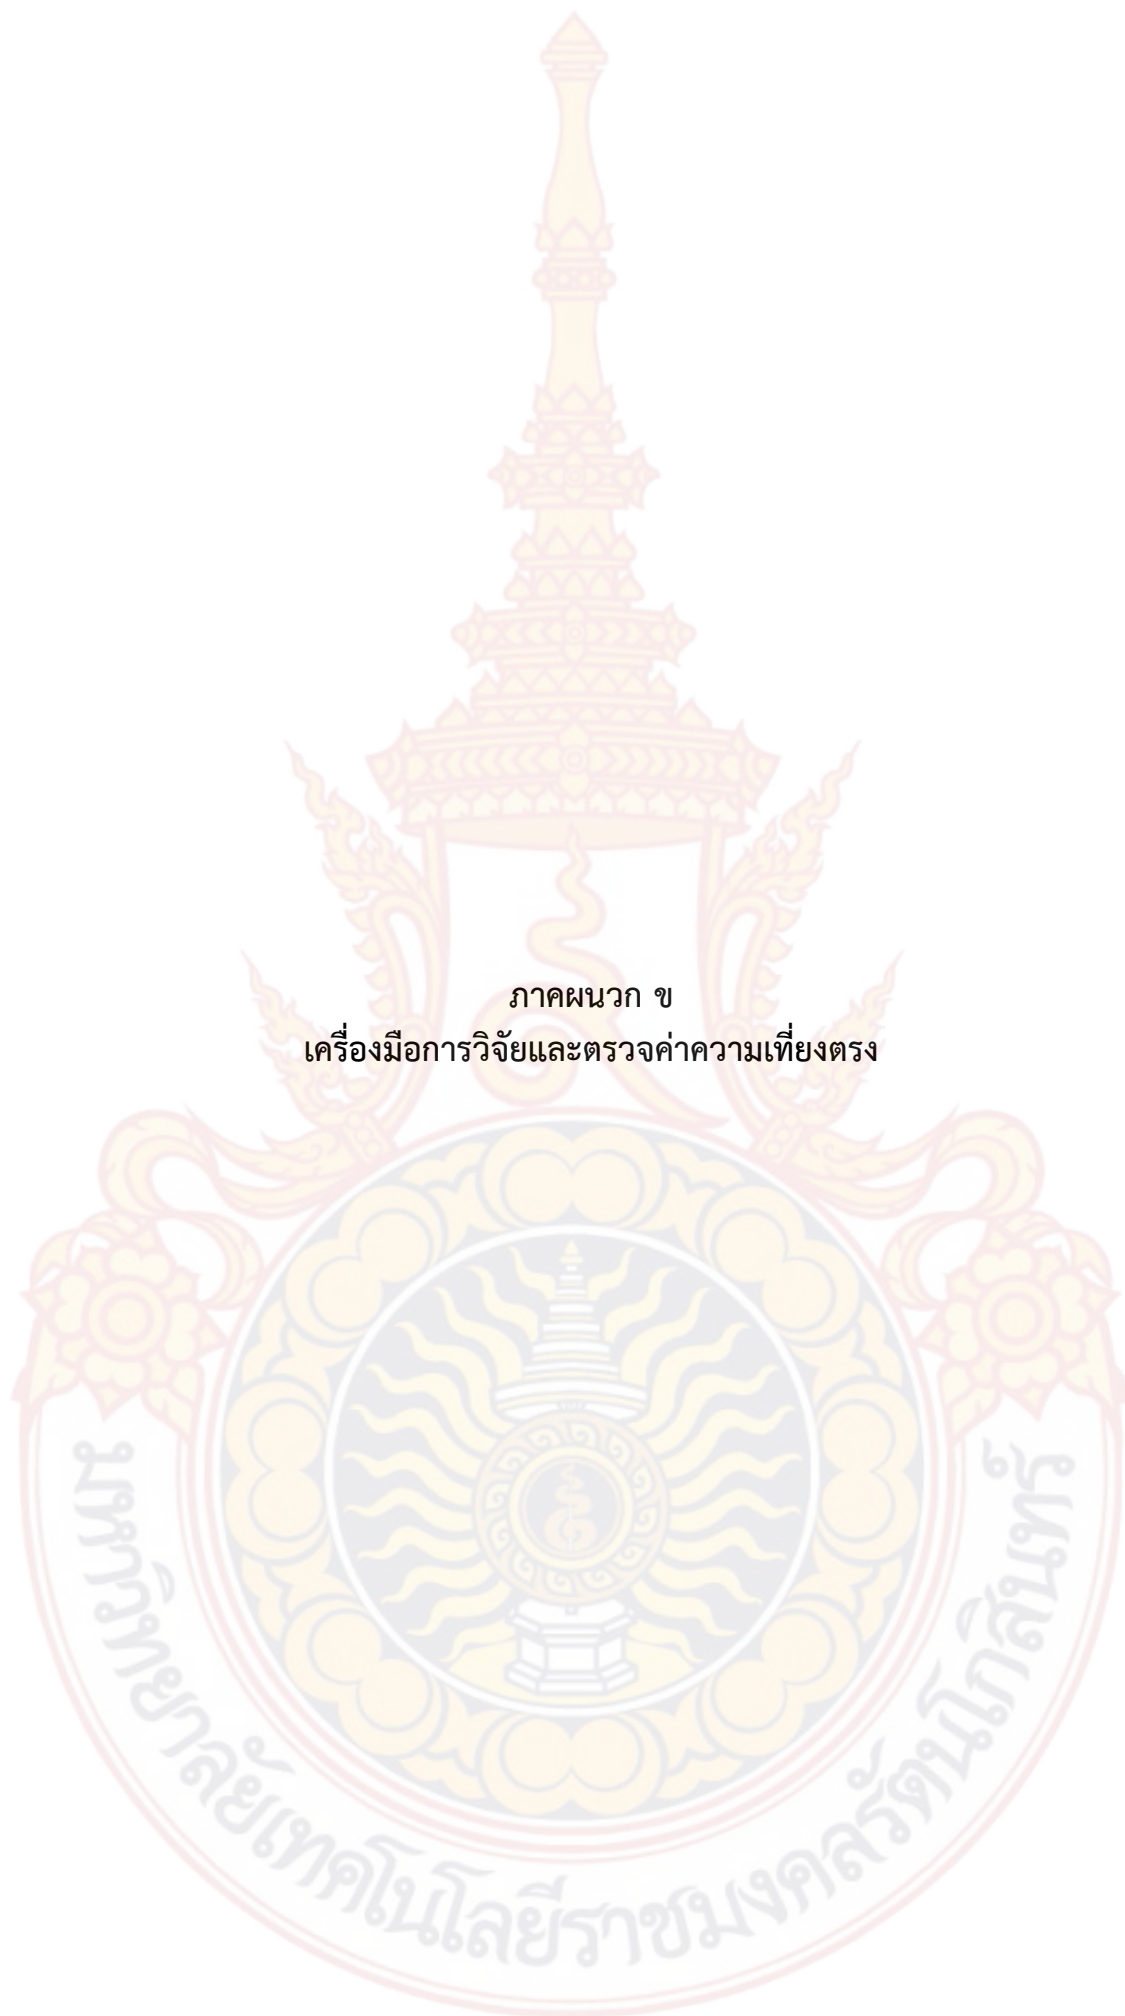 ภาคผนวก ข
เครื่องมือการวิจัยและตรวจค่าความเที่ยงตรง
มหาวิทยาลัยเทคโนโลยีราชมงคลรัตนโกสินทร์